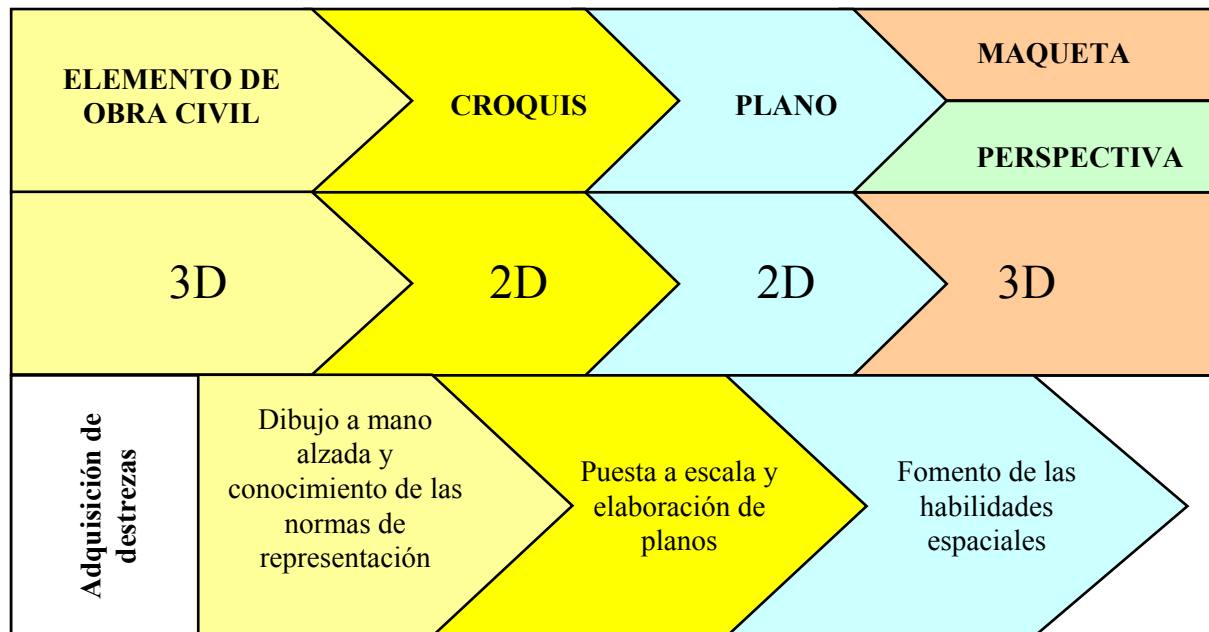 ELEMENTO DE
OBRA CIVIL
CROQUIS
PLANO
MAQUETA
PERSPECTIVA
3D
2D
2D
3D
Adquisición de
destrezas
Dibujo a mano
alzada y
conocimiento de las
normas de
representación
Puesta a escala y
elaboración de
planos
Fomento de las
habilidades
espaciales